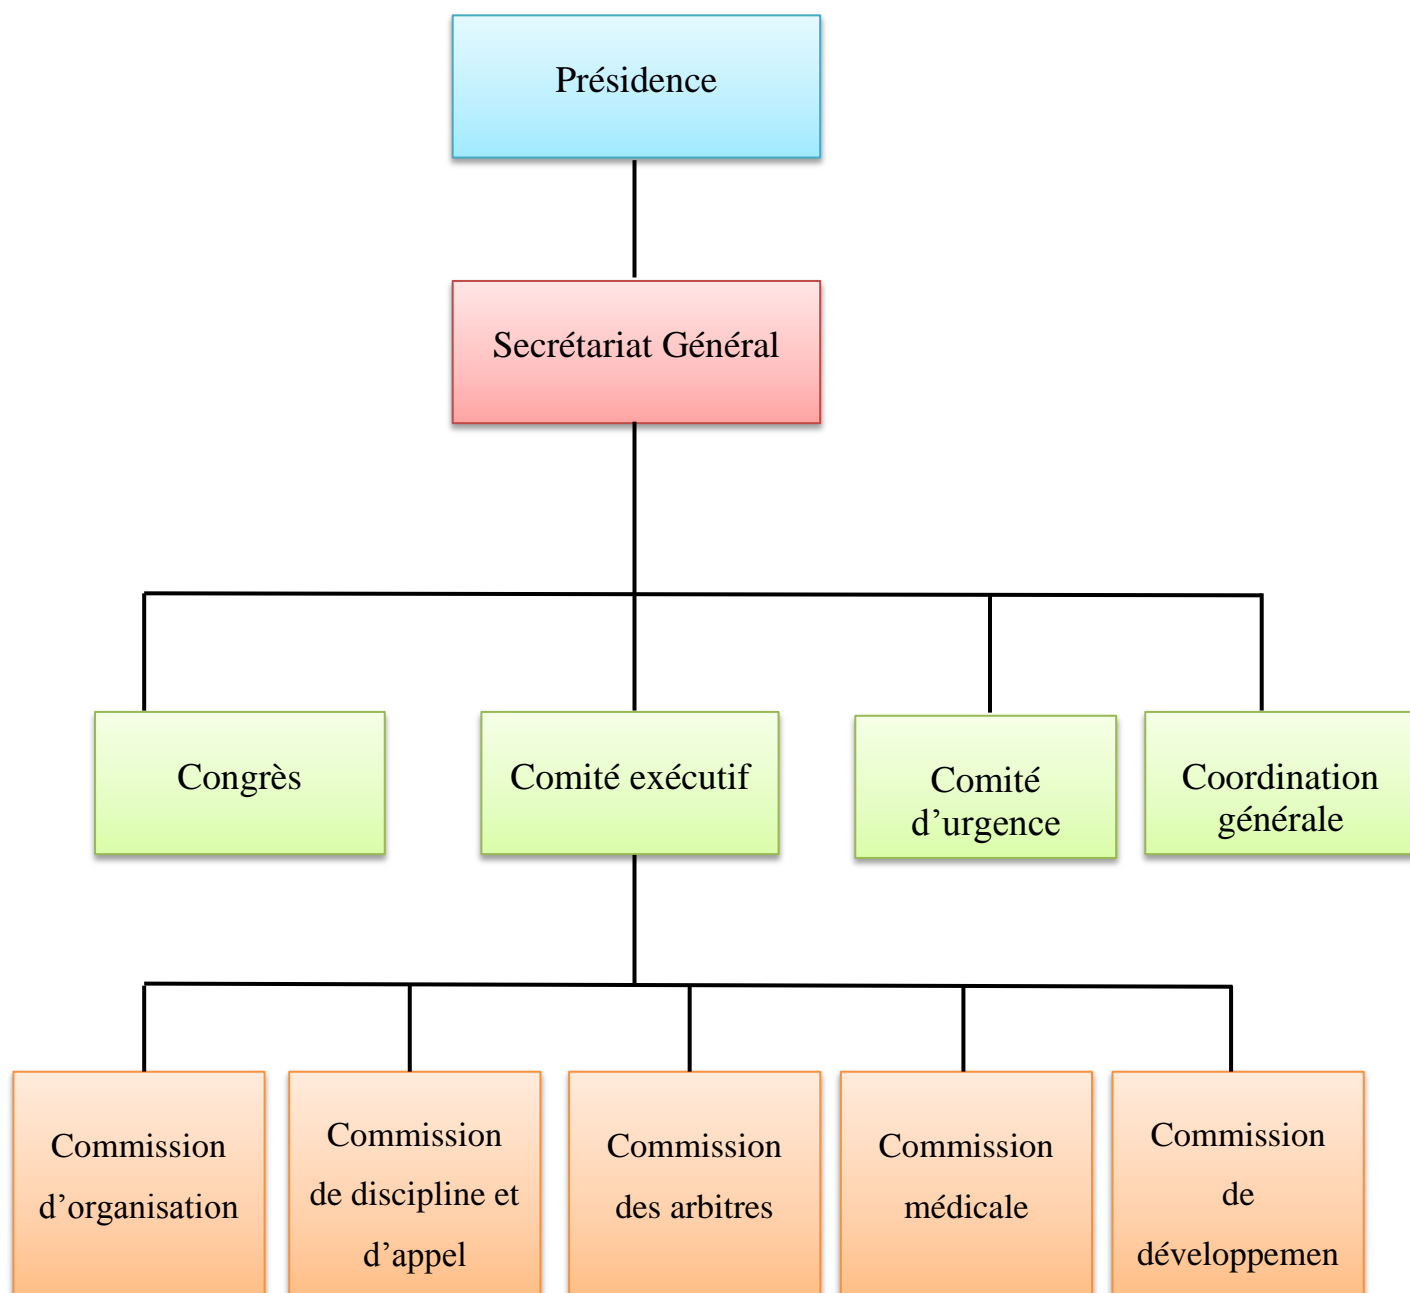 Présidence
Secrétariat Général
Congrès
Comité exécutif
Comité
d’urgence
Coordination
générale
Commission
d’organisation
Commission
de discipline et
d’appel
Commission
des arbitres
Commission
médicale
Commission
de
développemen